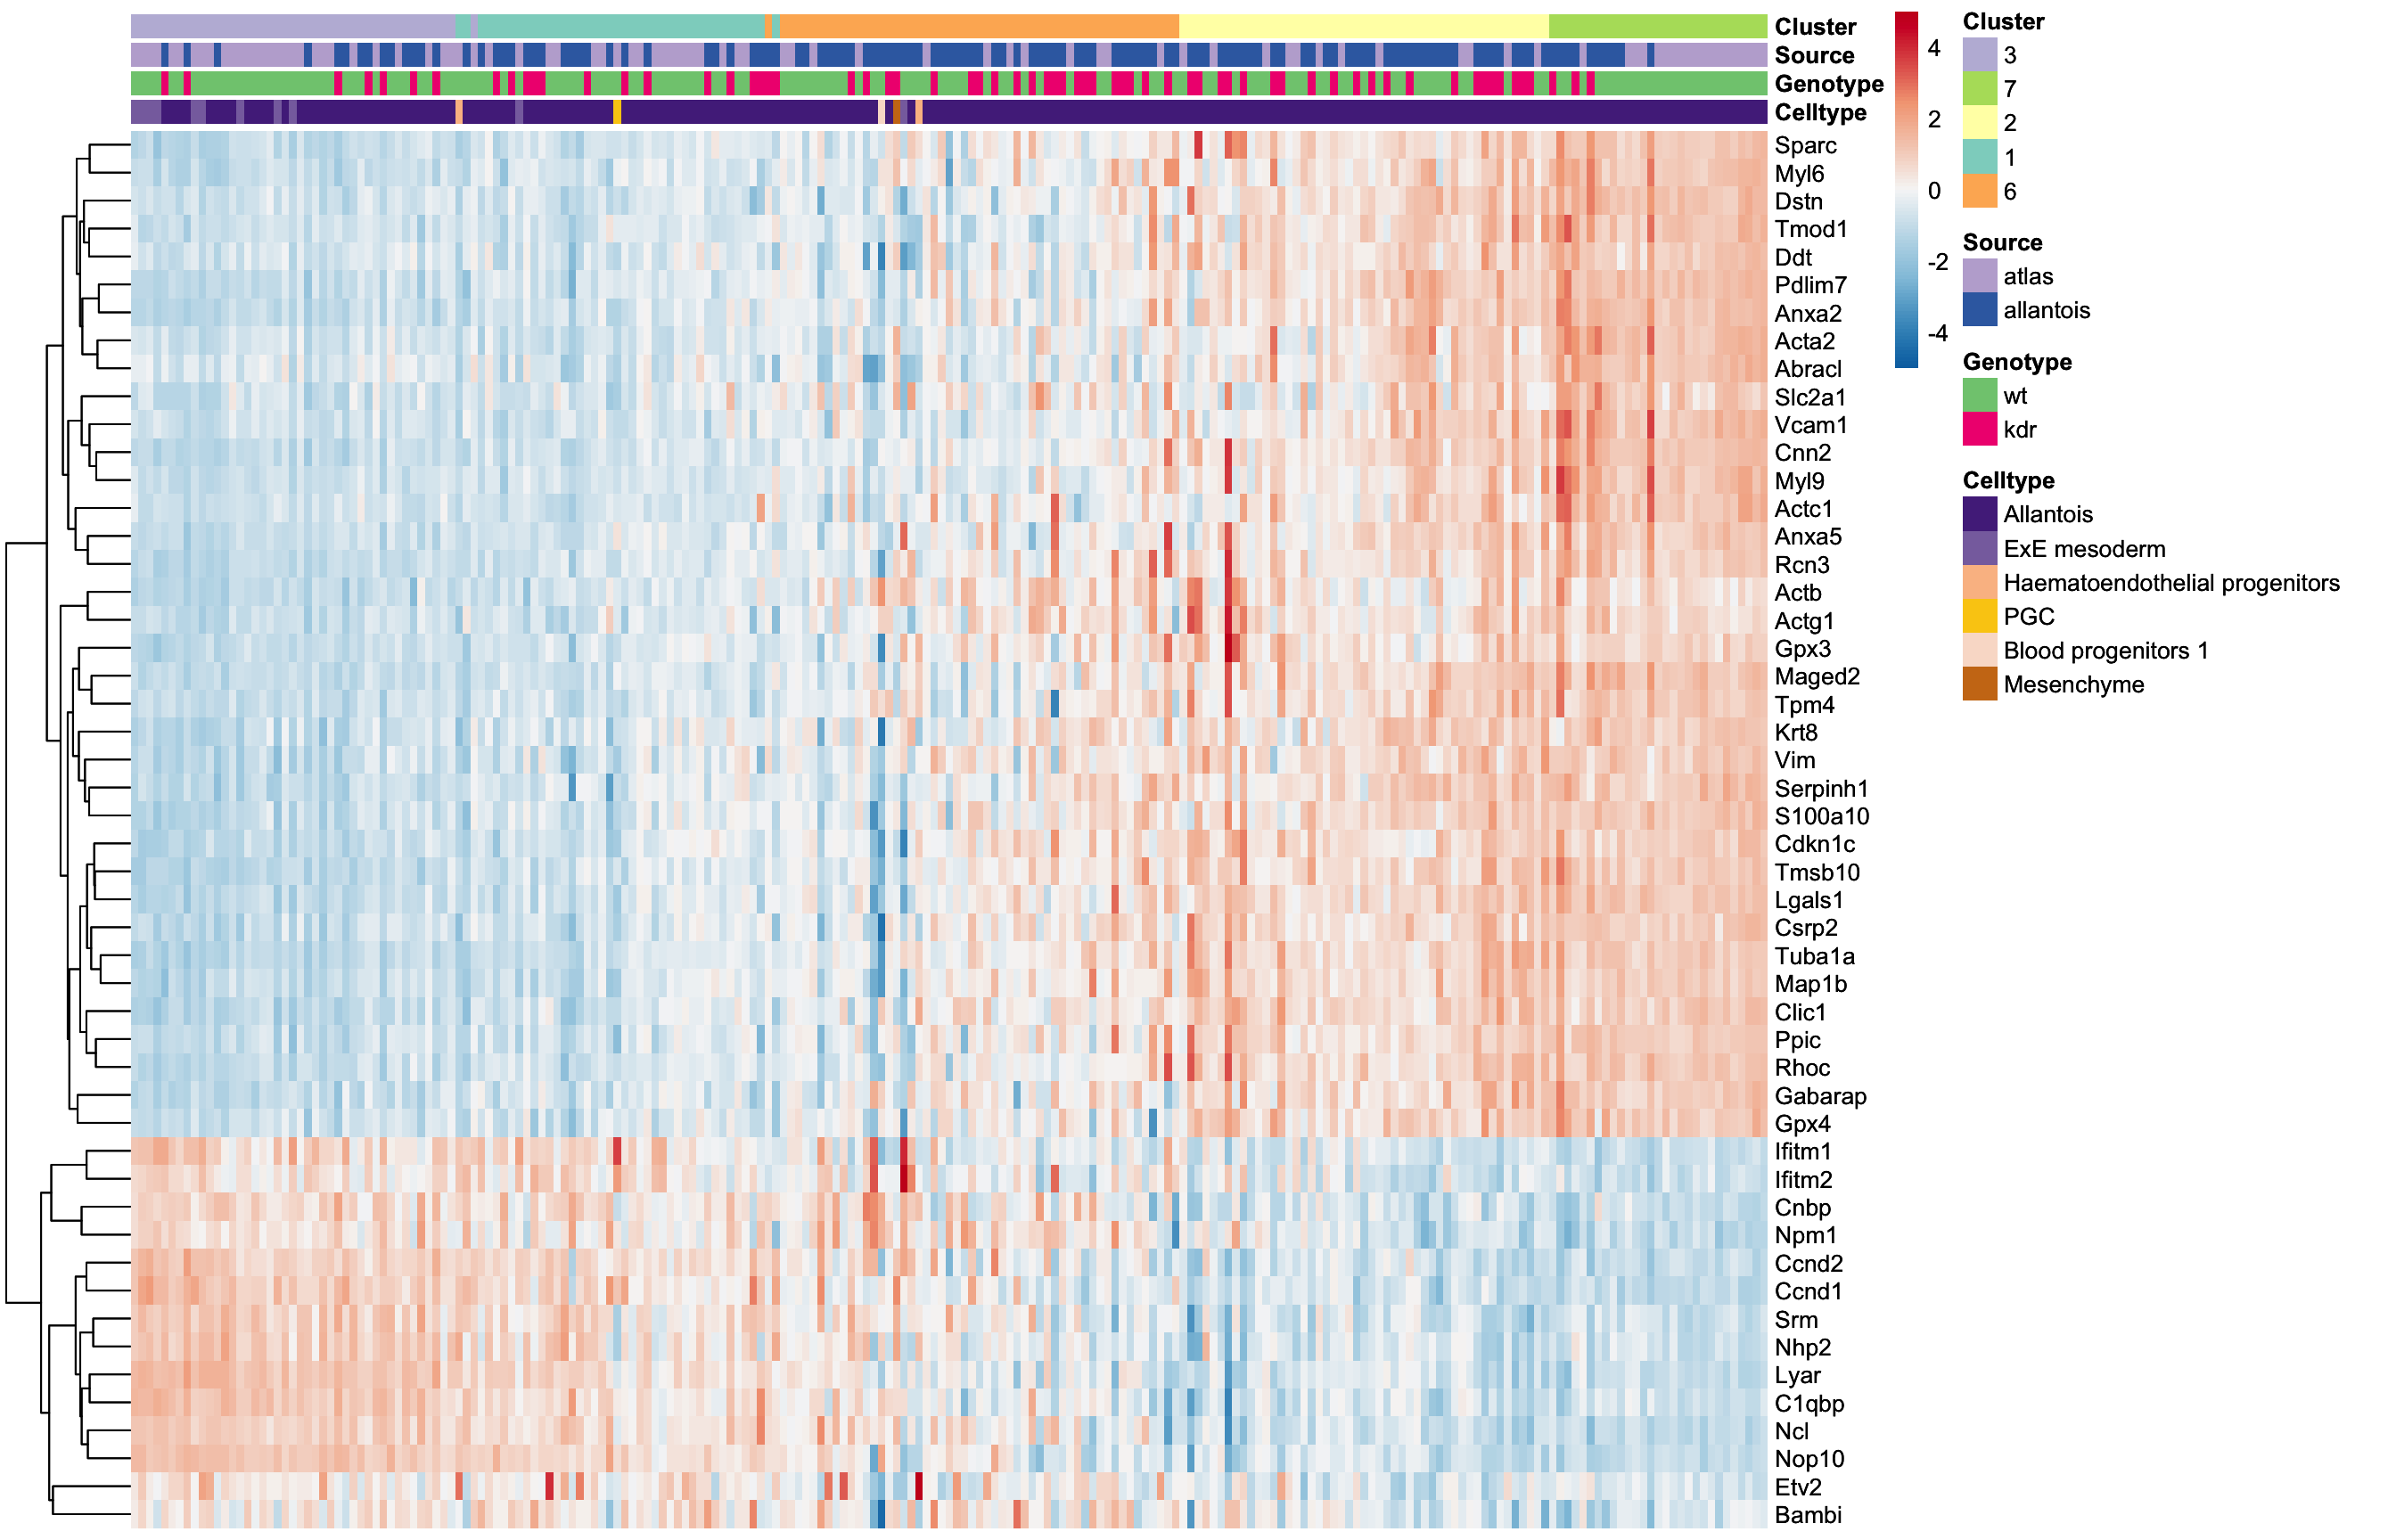 Cluster
Source
Genotype
Celltype
Sparc
Myl6
Dstn
Tmod1
Ddt
Pdlim7
Anxa2
Acta2
Abracl
Slc2a1
Vcam1
Cnn2
Myl9
Actc1
Anxa5
Rcn3
Actb
Actg1
Gpx3
Maged2
Tpm4
Krt8
Vim
Serpinh1
S100a10
Cdkn1c
Tmsb10
Lgals1
Csrp2
Tuba1a
Map1b
Clic1
Ppic
Rhoc
Gabarap
Gpx4
Ifitm1
Ifitm2
Cnbp
Npm1
Ccnd2
Ccnd1
Srm
Nhp2
Lyar
C1qbp
Ncl
Nop10
Etv2
Bambi
4
2
0
-2
-4
Cluster
3
7
2
1
6
Source
atlas
allantois
Genotype
wt
kdr
Celltype
Allantois
ExE mesoderm
Haematoendothelial progenitors
PGC
Blood progenitors 1
Mesenchyme